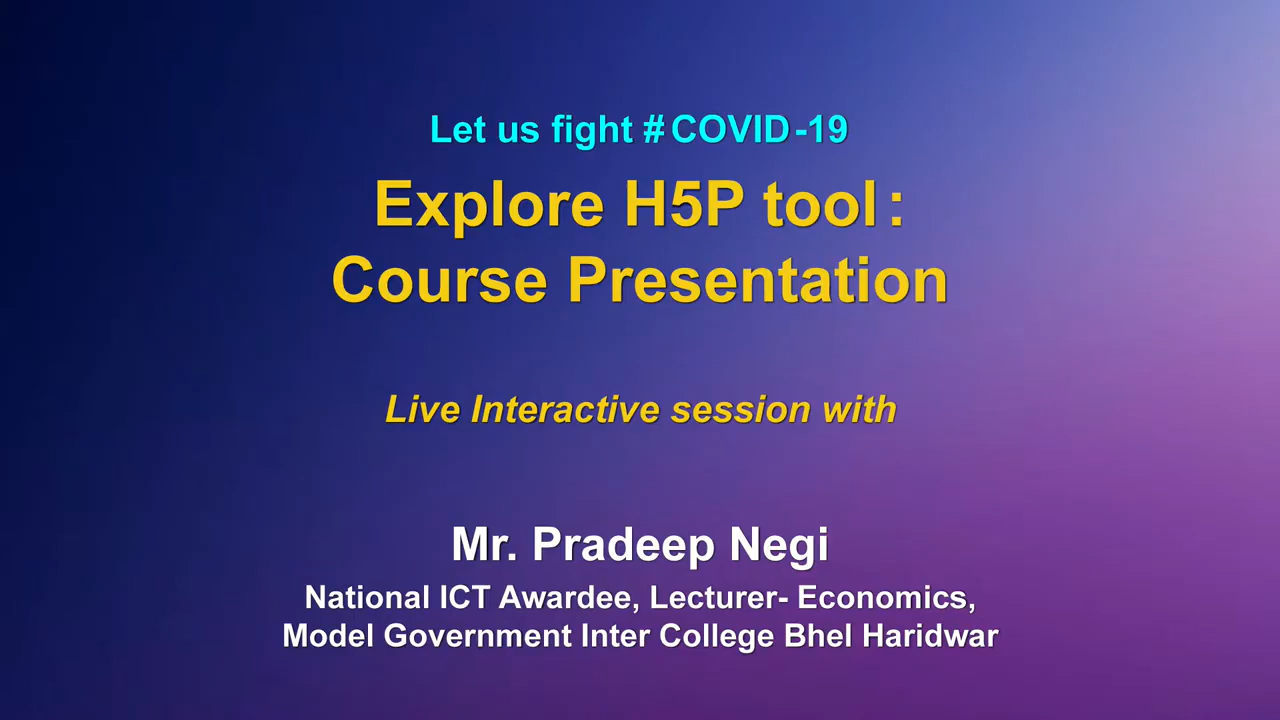 Let us fight #COVID-19
Explore H5P tool:
Course Presentation
Live Interactive session with
Mr. Pradeep Negi
National ICT Awardee, Lecturer- Economics,
Model Government Inter College Bhel Haridwar